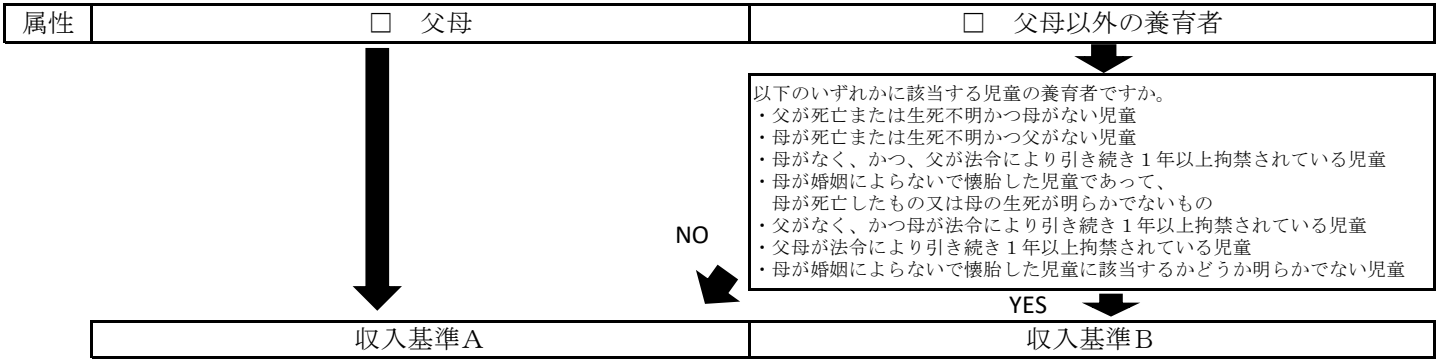 属性
□ 父母
□ 父母以外の養育者
以下のいずれかに該当する児童の養育者ですか。
・父が死亡または生死不明かつ母がない児童
・母が死亡または生死不明かつ父がない児童
・母がなく、かつ、父が法令により引き続き１年以上拘禁されている児童
・母が婚姻によらないで懐胎した児童であって、
母が死亡したもの又は母の生死が明らかでないもの
・父がなく、かつ母が法令により引き続き１年以上拘禁されている児童
・父母が法令により引き続き１年以上拘禁されている児童
・母が婚姻によらないで懐胎した児童に該当するかどうか明らかでない児童
NO
YES
収入基準Ａ
収入基準Ｂ